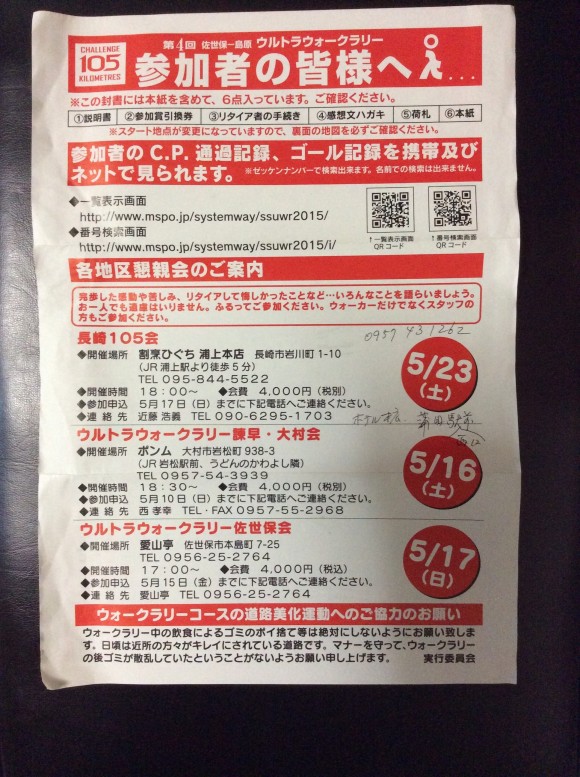 CHALLENGE
105
KILOMETRES
第4回 佐世保ー島原 ウルトラウォークラリー
参加者の皆様へ...
※この封書には本紙を含めて、6点入っています。ご確認ください。
①説明書 ②参加賞引換券 ③リタイア者の手続き ④感想文ハガキ ⑤荷札 ⑥本紙
※スタート地点が変更になっていますので、裏面の地図を必ずご確認ください。
参加者のC.P.通過記録、ゴール記録を携帯及び
ネットで見られます。 ※ゼッケンナンバーで検索出来ます。名前での検索は出来ません。
◆一覧表示画面
http://www.mspo.jp/systemway/ssuwr2015/
◆番号検索画面
http://www.mspo.jp/systemway/ssuwr2015/i/
↑一覧表示画面
QRコード
↑番号検索画面
QRコード
各地区懇親会のご案内
完歩した感動や苦しみ、リタイアして悔しかったことなど…いろんなことを語らいましょう。
お一人でも遠慮はいりません。ふるってご参加ください。ウォーカーだけでなくスタッフの
方もご参加ください。
0957 43 1262
長崎105会
◆開催場所 割烹ひぐち 浦上本店 長崎市岩川町1-10
(JR浦上駅より徒歩5分)
TEL 095-844-5522
◆開催時間 18:00～ ◆会費 4,000円(税別)
◆参加申込 5月17日(日)までに下記電話へご連絡ください。
◆連絡先 近藤 浩義 TEL 090-6295-1703
5/23
(土)
ウルトラウォークラリー諫早・大村会
◆開催場所 ボンム 大村市岩松町938-3
(JR岩松駅前、うどんのかわよし隣)
TEL 0957-54-3939
◆開催時間 18:30～ ◆会費 4,000円(税別)
◆参加申込 5月10日(日)までに下記電話へご連絡ください。
◆連絡先 西 孝幸 TEL・FAX 0957-55-2968
5/16
(土)
ウルトラウォークラリー佐世保会
◆開催場所 愛山亭 佐世保市本島町7-25
TEL 0956-25-2764
◆開催時間 17:00～ ◆会費 4,000円(税込)
◆参加申込 5月15日(金)までに下記電話へご連絡ください。
◆連絡先 愛山亭 TEL 0956-25-2764
5/17
(日)
ウォークラリーコースの道路美化運動へのご協力のお願い
ウォークラリー中の飲食によるゴミのポイ捨て等は絶対にしないようにお願い致しま
す。日頃は近所の方々がキレイにされている道路です。マナーを守って、ウォークラリー
の後ゴミが散乱していたということがないようお願い申し上げます。 実行委員会